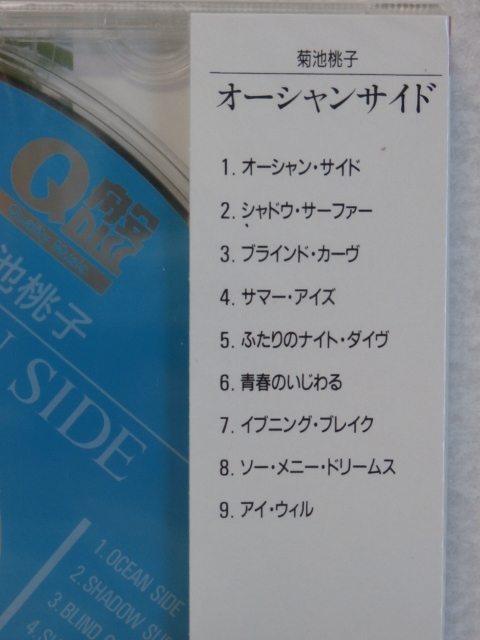 菊池桃子
オーシャンサイド
1. オーシャン・サイド
2. シャドウ・サーファー
3. ブラインド・カーヴ
4. サマー・アイズ
5. ふたりのナイト・ダイヴ
6. 青春のいじわる
7. イブニング・ブレイク
8. ソー・メニー・ドリームス
9. アイ・ウィル
Q盤
池桃子
SIDE
1. OCEAN SIDE
2. SHADOW SU
3. BLIND